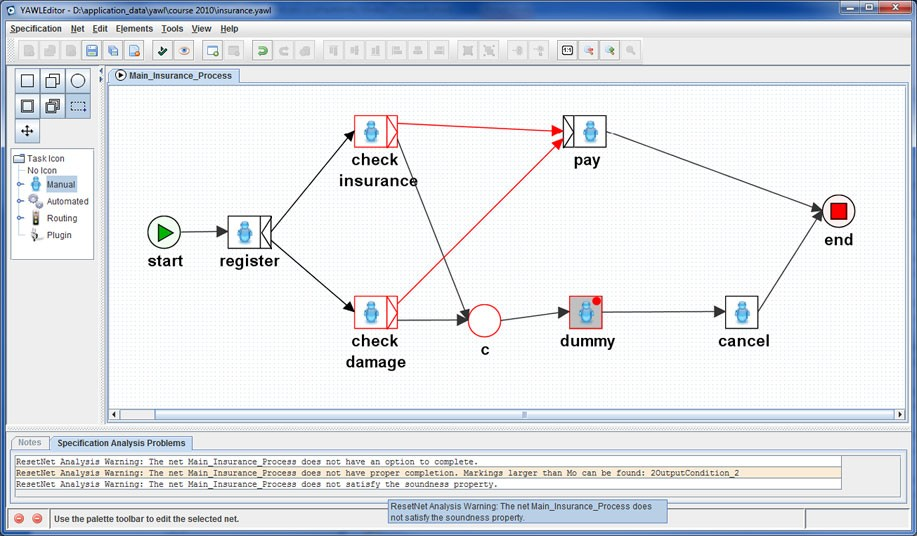 YAWLEditor - D:\application_data\yawl\course 2010\insurance.yawl
Specification Net Edit Elements Tools View Help
1:1
Main_Insurance_Process
Task Icon
No Icon
Manual
Automated
Routing
Plugin
start
register
check
insurance
check
damage
pay
c
dummy
cancel
end
Notes
Specification Analysis Problems
ResetNet Analysis Warning: The net Main_Insurance_Process does not have an option to complete.
ResetNet Analysis Warning: The net Main_Insurance_Process does not have proper completion. Markings larger than Mo can be found: 2OutputCondition_2
ResetNet Analysis Warning: The net Main_Insurance_Process does not satisfy the soundness property.
ResetNet Analysis Warning: The net Main_Insurance_Process does
not satisfy the soundness property.
Use the palette toolbar to edit the selected net.